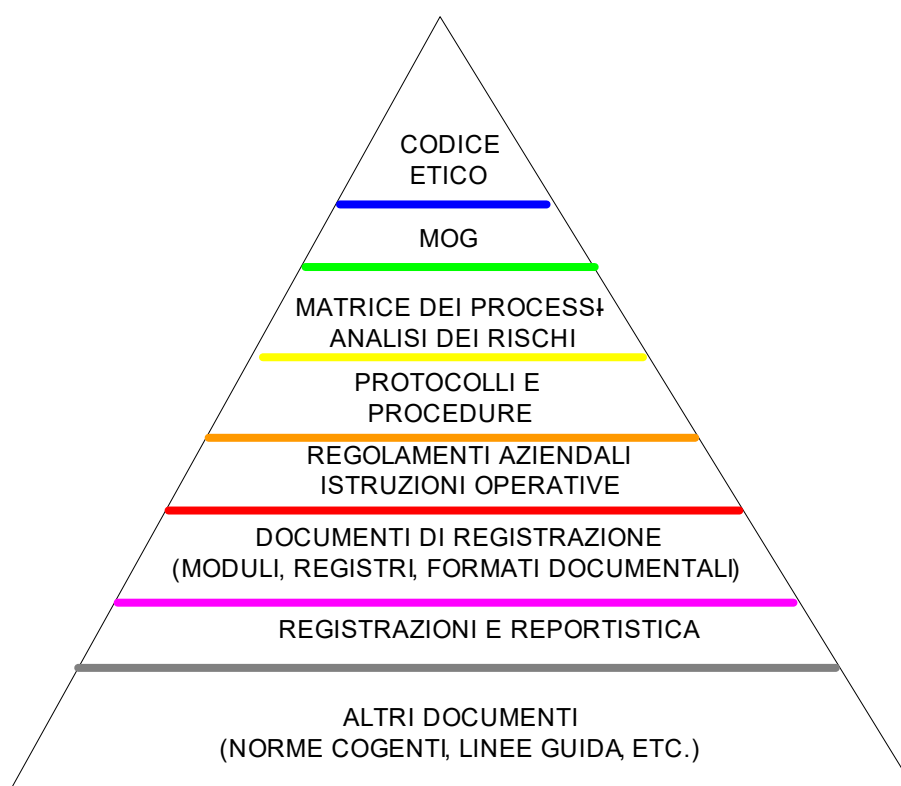 CODICE
ETICO
MOG
MATRICE DEI PROCESSI-
ANALISI DEI RISCHI
PROTOCOLLI E
PROCEDURE
REGOLAMENTI AZIENDALI
ISTRUZIONI OPERATIVE
DOCUMENTI DI REGISTRAZIONE
(MODULI, REGISTRI, FORMATI DOCUMENTALI)
REGISTRAZIONI E REPORTISTICA
ALTRI DOCUMENTI
(NORME COGENTI, LINEE GUIDA, ETC.)